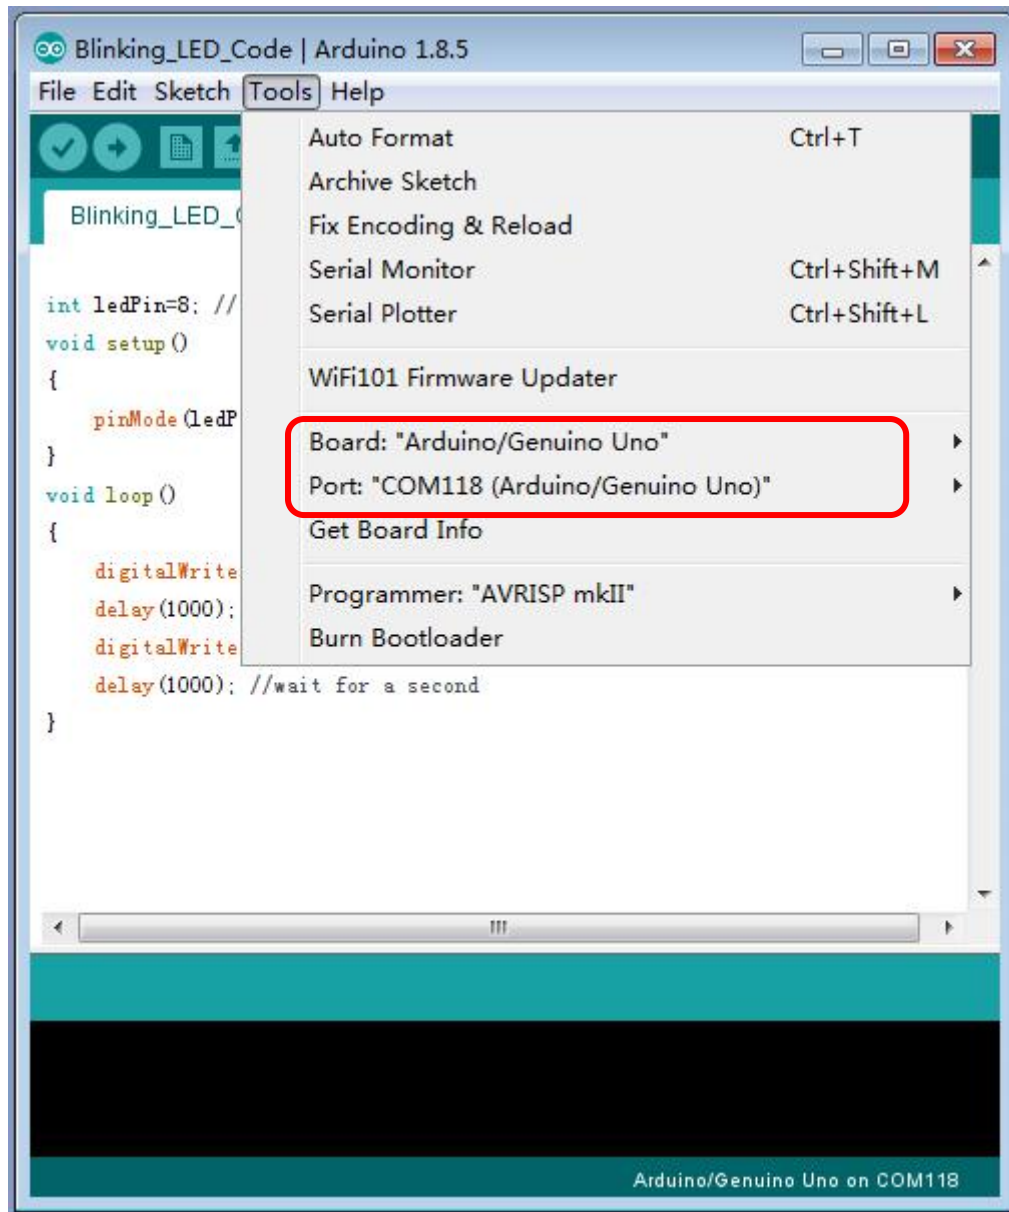 Blinking_LED_Code | Arduino 1.8.5
File Edit Sketch Tools Help
Auto Format Ctrl+T
Archive Sketch
Fix Encoding & Reload
Serial Monitor Ctrl+Shift+M
Serial Plotter Ctrl+Shift+L
WiFi101 Firmware Updater
Board: "Arduino/Genuino Uno"
Port: "COM118 (Arduino/Genuino Uno)"
Get Board Info
Programmer: "AVRISP mkII"
Burn Bootloader
Blinking_LED_
int ledPin=8; //
void setup()
{
pinMode(ledP
}
void loop()
{
digitalWrite
delay(1000);
digitalWrite
delay(1000); //wait for a second
}
Arduino/Genuino Uno on COM118